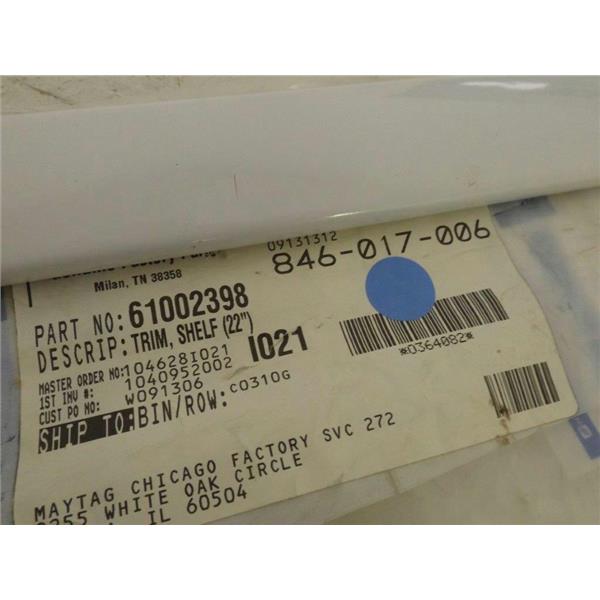 09131312
846-017-006
Milan, TN 38358
PART NO: 61002398
DESCRIP: TRIM, SHELF (22")
MASTER ORDER NO: 104628I021 I021
1ST INV #: 1040952002
CUST PO NO: W091306
*0364082*
SHIP TO: BIN/ROW: C0310G
MAYTAG CHICAGO FACTORY SVC 272
WHITE OAK CIRCLE
IL 60504